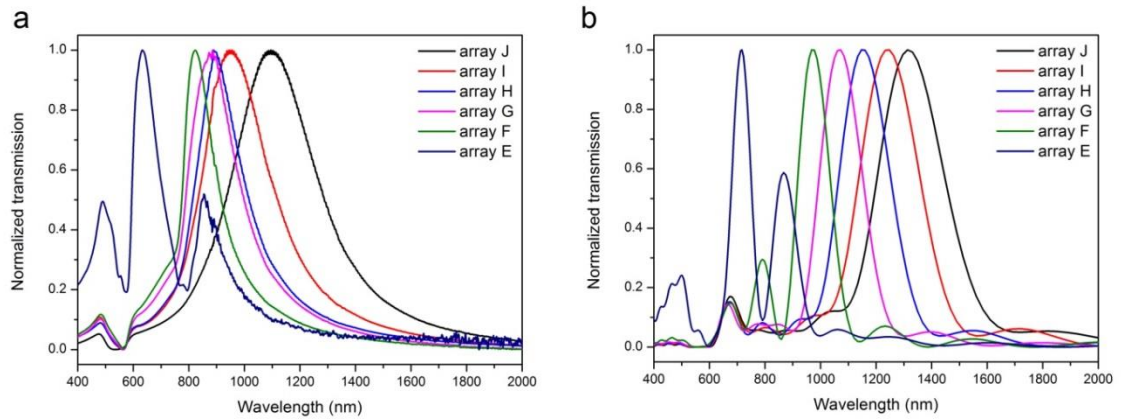 a
1.0
0.8
0.6
0.4
0.2
0.0
Normalized transmission
array J
array I
array H
array G
array F
array E
400 600 800 1000 1200 1400 1600 1800 2000
Wavelength (nm)
b
1.0
0.8
0.6
0.4
0.2
0.0
Normalized transmission
array J
array I
array H
array G
array F
array E
400 600 800 1000 1200 1400 1600 1800 2000
Wavelength (nm)